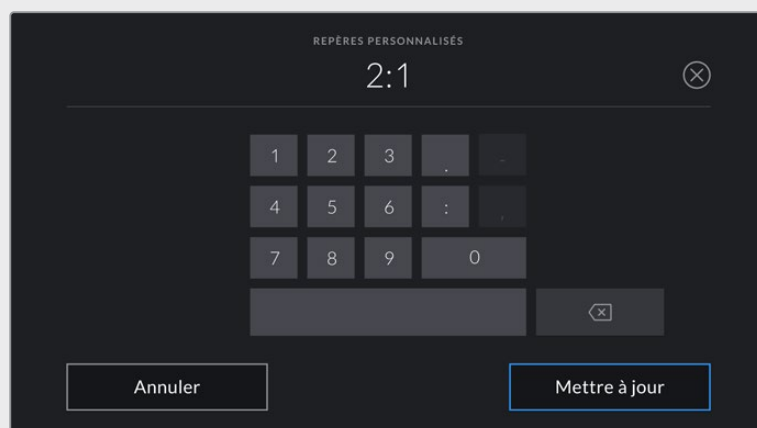 REPÈRES PERSONNALISÉS
2:1
1 2 3 . -
4 5 6 : ,
7 8 9 0
Annuler Mettre à jour